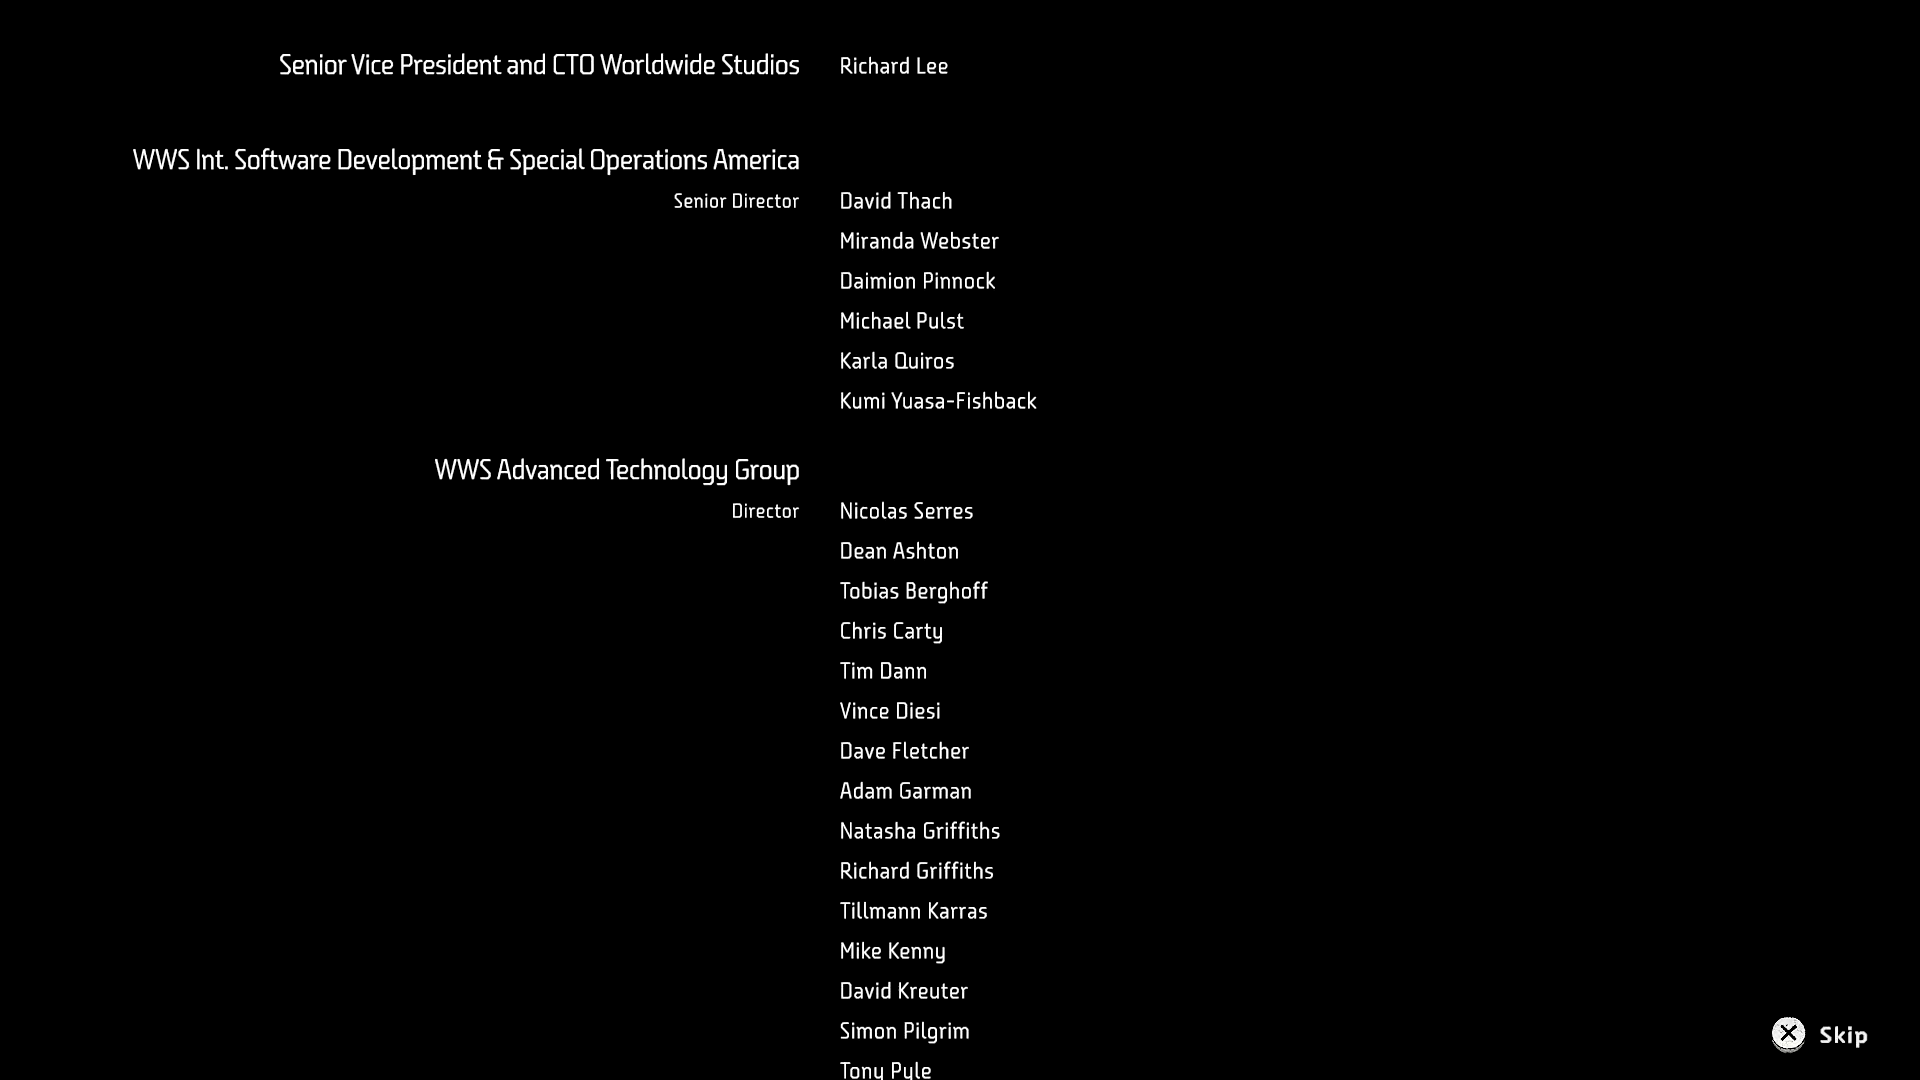 Senior Vice President and CTO Worldwide Studios Richard Lee
WWS Int. Software Development & Special Operations America
Senior Director David Thach
Miranda Webster
Daimion Pinnock
Michael Pulst
Karla Quiros
Kumi Yuasa-Fishback
WWS Advanced Technology Group
Director Nicolas Serres
Dean Ashton
Tobias Berghoff
Chris Carty
Tim Dann
Vince Diesi
Dave Fletcher
Adam Garman
Natasha Griffiths
Richard Griffiths
Tillmann Karras
Mike Kenny
David Kreuter
Simon Pilgrim
Tony Pyle
Skip